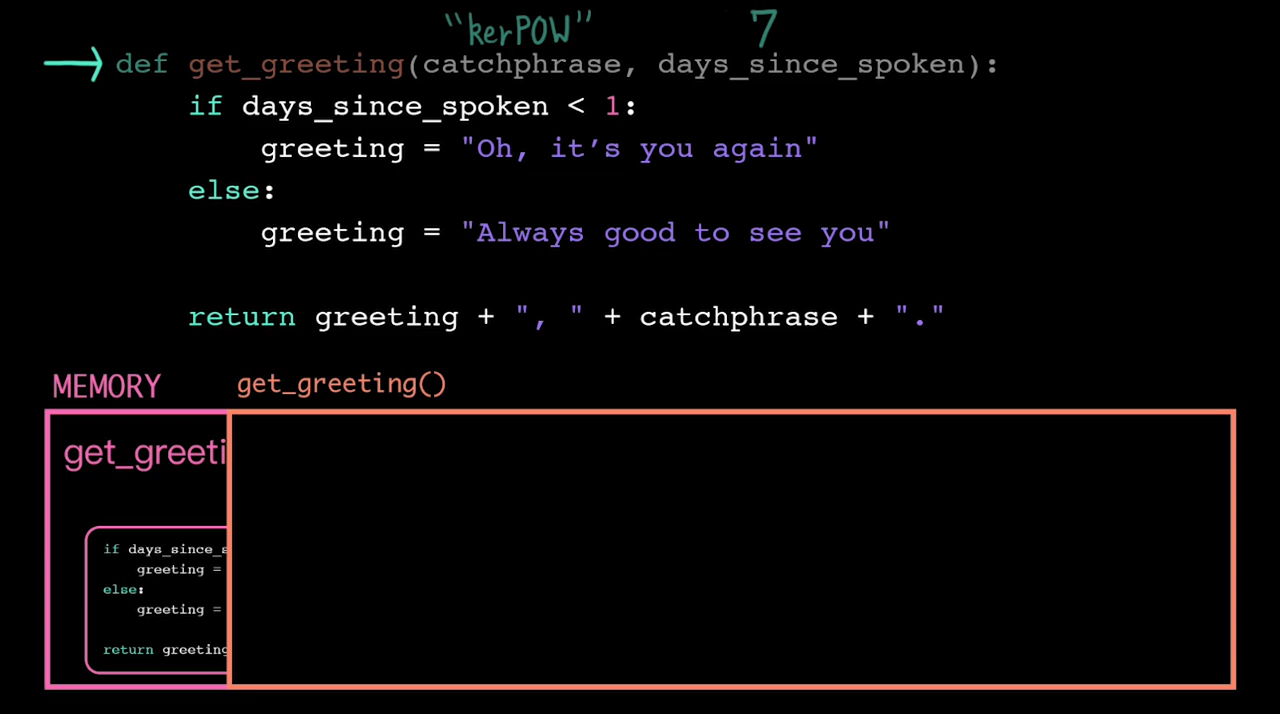 “kerPOW” 7
def get_greeting(catchphrase, days_since_spoken):
if days_since_spoken < 1:
greeting = "Oh, it’s you again"
else:
greeting = "Always good to see you"
return greeting + ", " + catchphrase + "."
MEMORY get_greeting()
get_greeti
if days_since_s
greeting =
else:
greeting =
return greeting